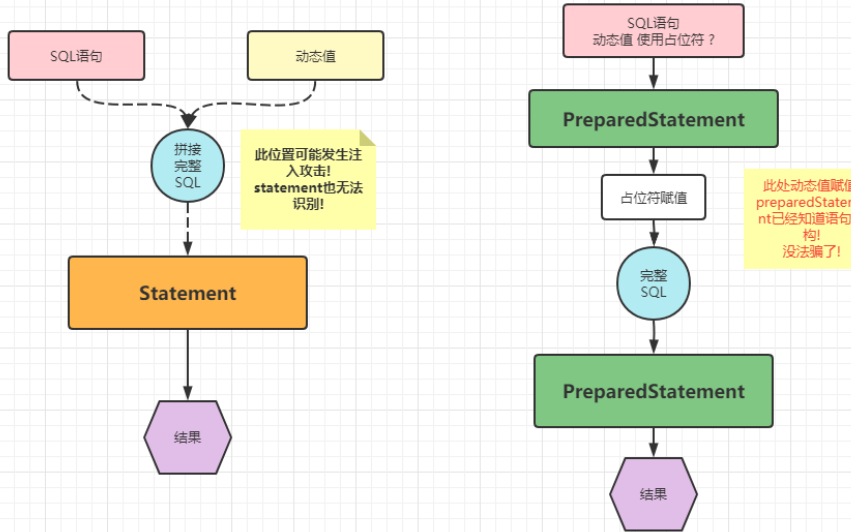 SQL语句
动态值
拼接
完整
SQL
此位置可能发生注
入攻击!
statement也无法
识别!
Statement
结果
SQL语句
动态值 使用占位符 ?
PreparedStatement
占位符赋值
此处动态值赋值
preparedStatem
nt已经知道语句
构!
没法骗了!
完整
SQL
PreparedStatement
结果